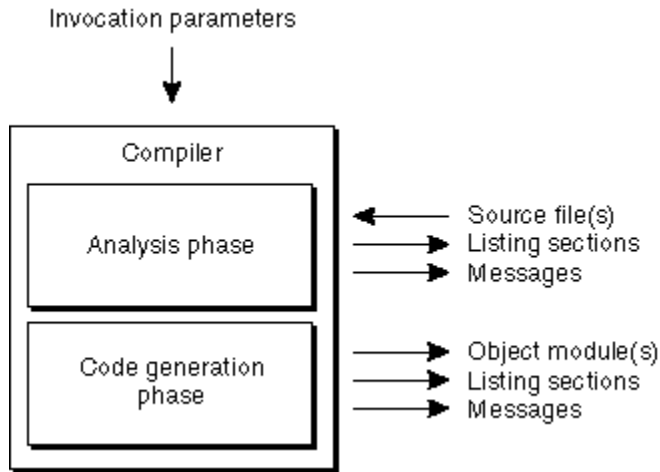 Invocation parameters
Compiler
Analysis phase
Source file(s)
Listing sections
Messages
Code generation
phase
Object module(s)
Listing sections
Messages